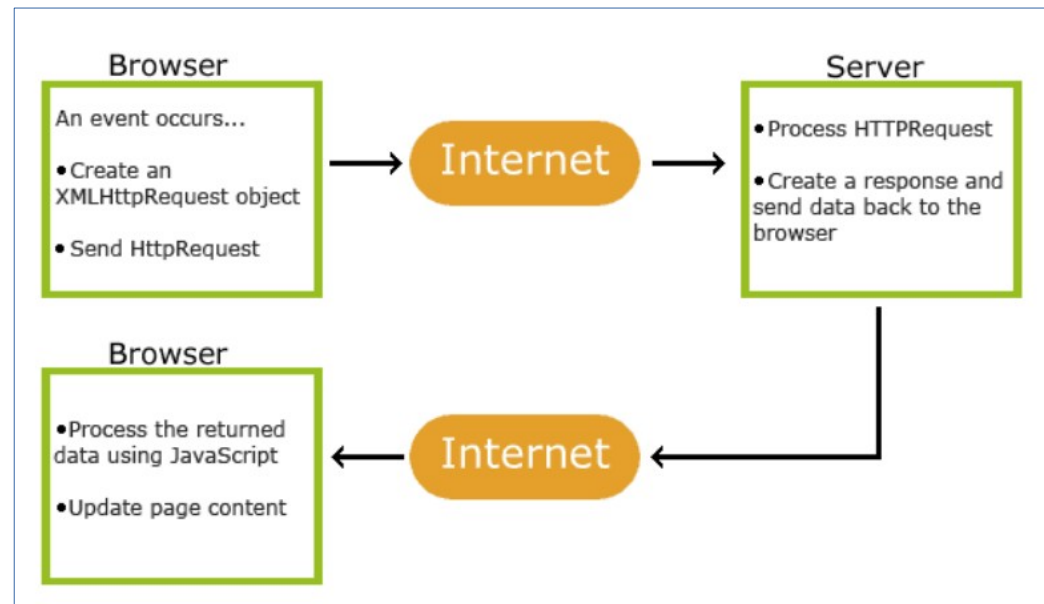 Browser
An event occurs...
•Create an
XMLHttpRequest object
• Send HttpRequest
Internet
Server
•Process HTTPRequest
•Create a response and
send data back to the
browser
Browser
•Process the returned
data using JavaScript
•Update page content
Internet